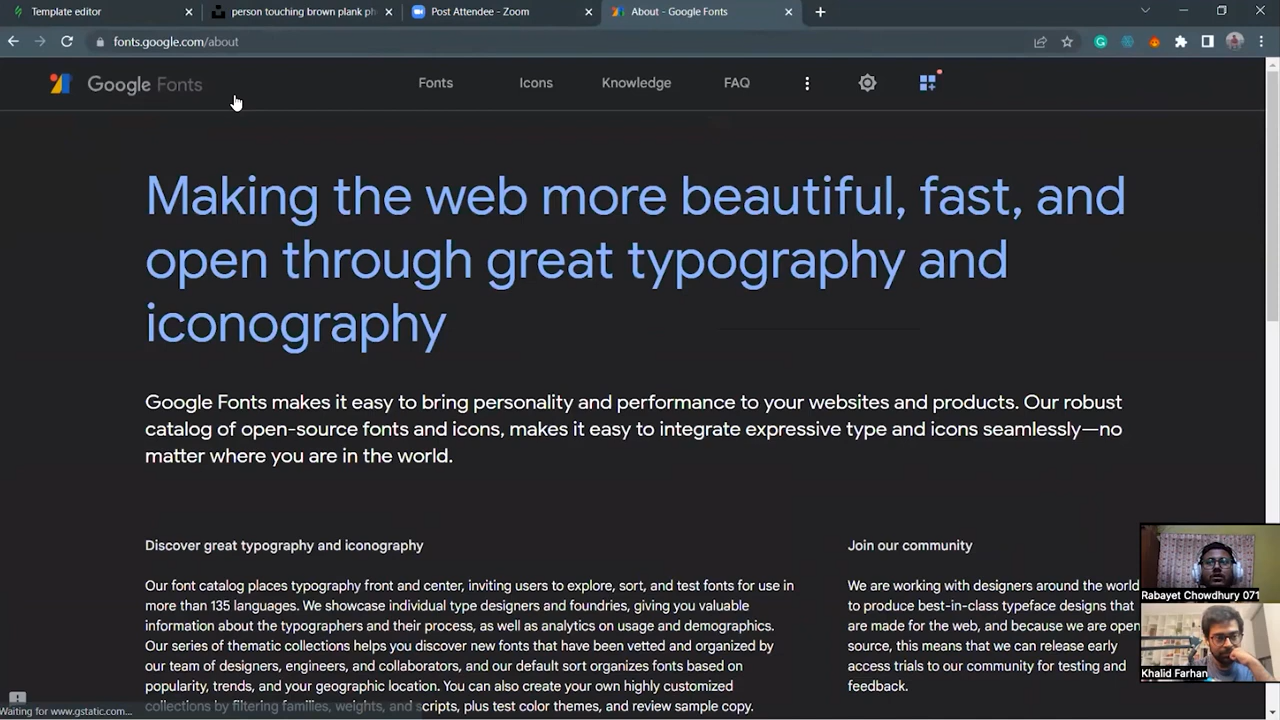 Template editor
person touching brown plank ph
Post Attendee - Zoom
About - Google Fonts
fonts.google.com/about
Google Fonts
Fonts
Icons
Knowledge
FAQ
Making the web more beautiful, fast, and
open through great typography and
iconography
Google Fonts makes it easy to bring personality and performance to your websites and products. Our robust
catalog of open-source fonts and icons, makes it easy to integrate expressive type and icons seamlessly—no
matter where you are in the world.
Discover great typography and iconography
Our font catalog places typography front and center, inviting users to explore, sort, and test fonts for use in
more than 135 languages. We showcase individual type designers and foundries, giving you valuable
information about the typographers and their process, as well as analytics on usage and demographics.
Our series of thematic collections helps you discover new fonts that have been vetted and organized by
our team of designers, engineers, and collaborators, and our default sort organizes fonts based on
popularity, trends, and your geographic location. You can also create your own highly customized
collections by filtering families, weights, and scripts, plus test color themes, and review sample copy.
Join our community
We are working with designers around the world
to produce best-in-class typeface designs that
are made for the web, and because we are open
source, this means that we can release early
access trials to our community for testing and
feedback.
Rabayet Chowdhury 071
Khalid Farhan
Waiting for www.gstatic.com...